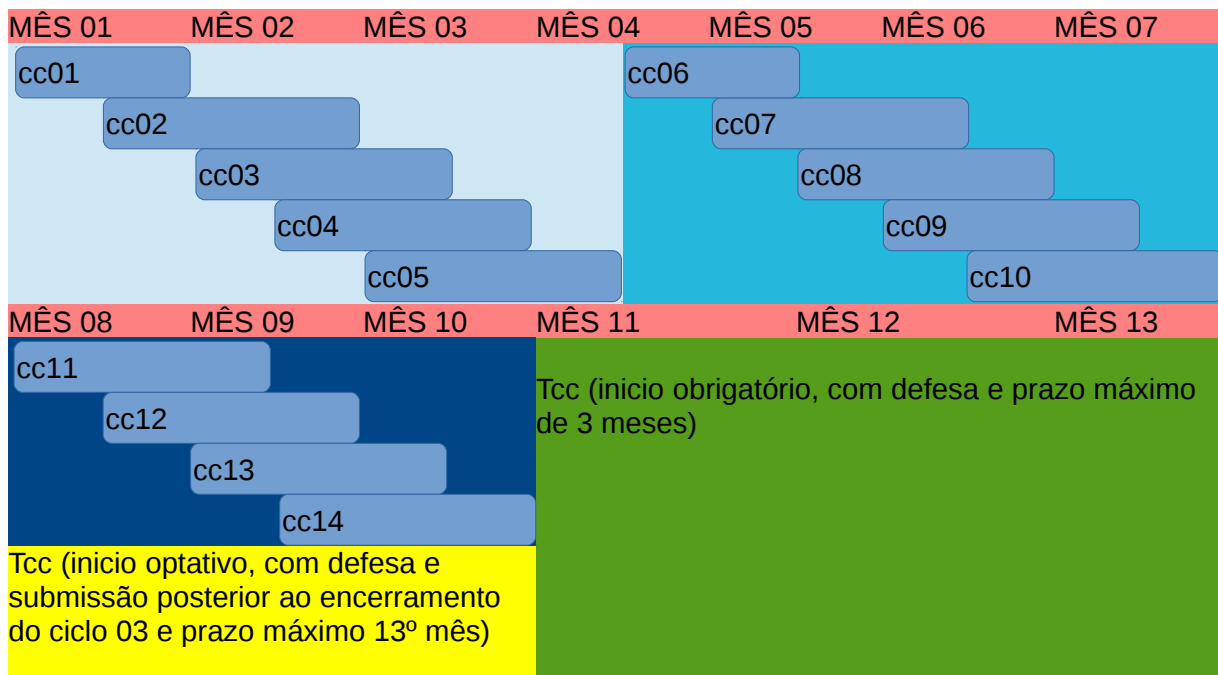 MÊS 01 MÊS 02 MÊS 03 MÊS 04 MÊS 05 MÊS 06 MÊS 07
cc01 cc06
cc02 cc07
cc03 cc08
cc04 cc09
cc05 cc10
MÊS 08 MÊS 09 MÊS 10 MÊS 11 MÊS 12 MÊS 13
cc11
cc12
cc13
cc14
Tcc (inicio obrigatório, com defesa e prazo máximo
de 3 meses)
Tcc (inicio optativo, com defesa e
submissão posterior ao encerramento
do ciclo 03 e prazo máximo 13º mês)